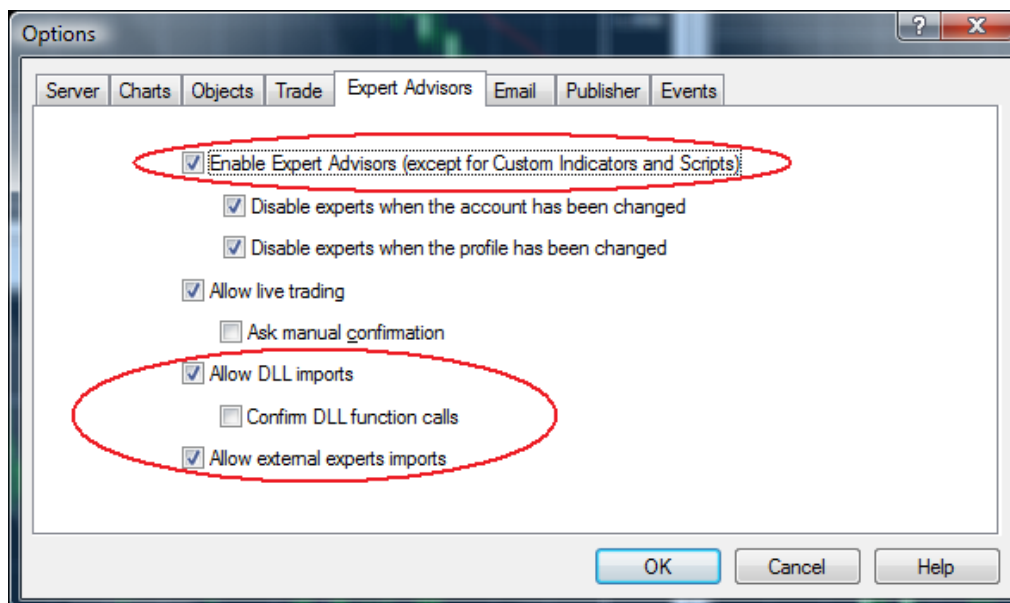 Options
Server Charts Objects Trade Expert Advisors Email Publisher Events
Enable Expert Advisors (except for Custom Indicators and Scripts)
Disable experts when the account has been changed
Disable experts when the profile has been changed
Allow live trading
Ask manual confirmation
Allow DLL imports
Confirm DLL function calls
Allow external experts imports
OK Cancel Help